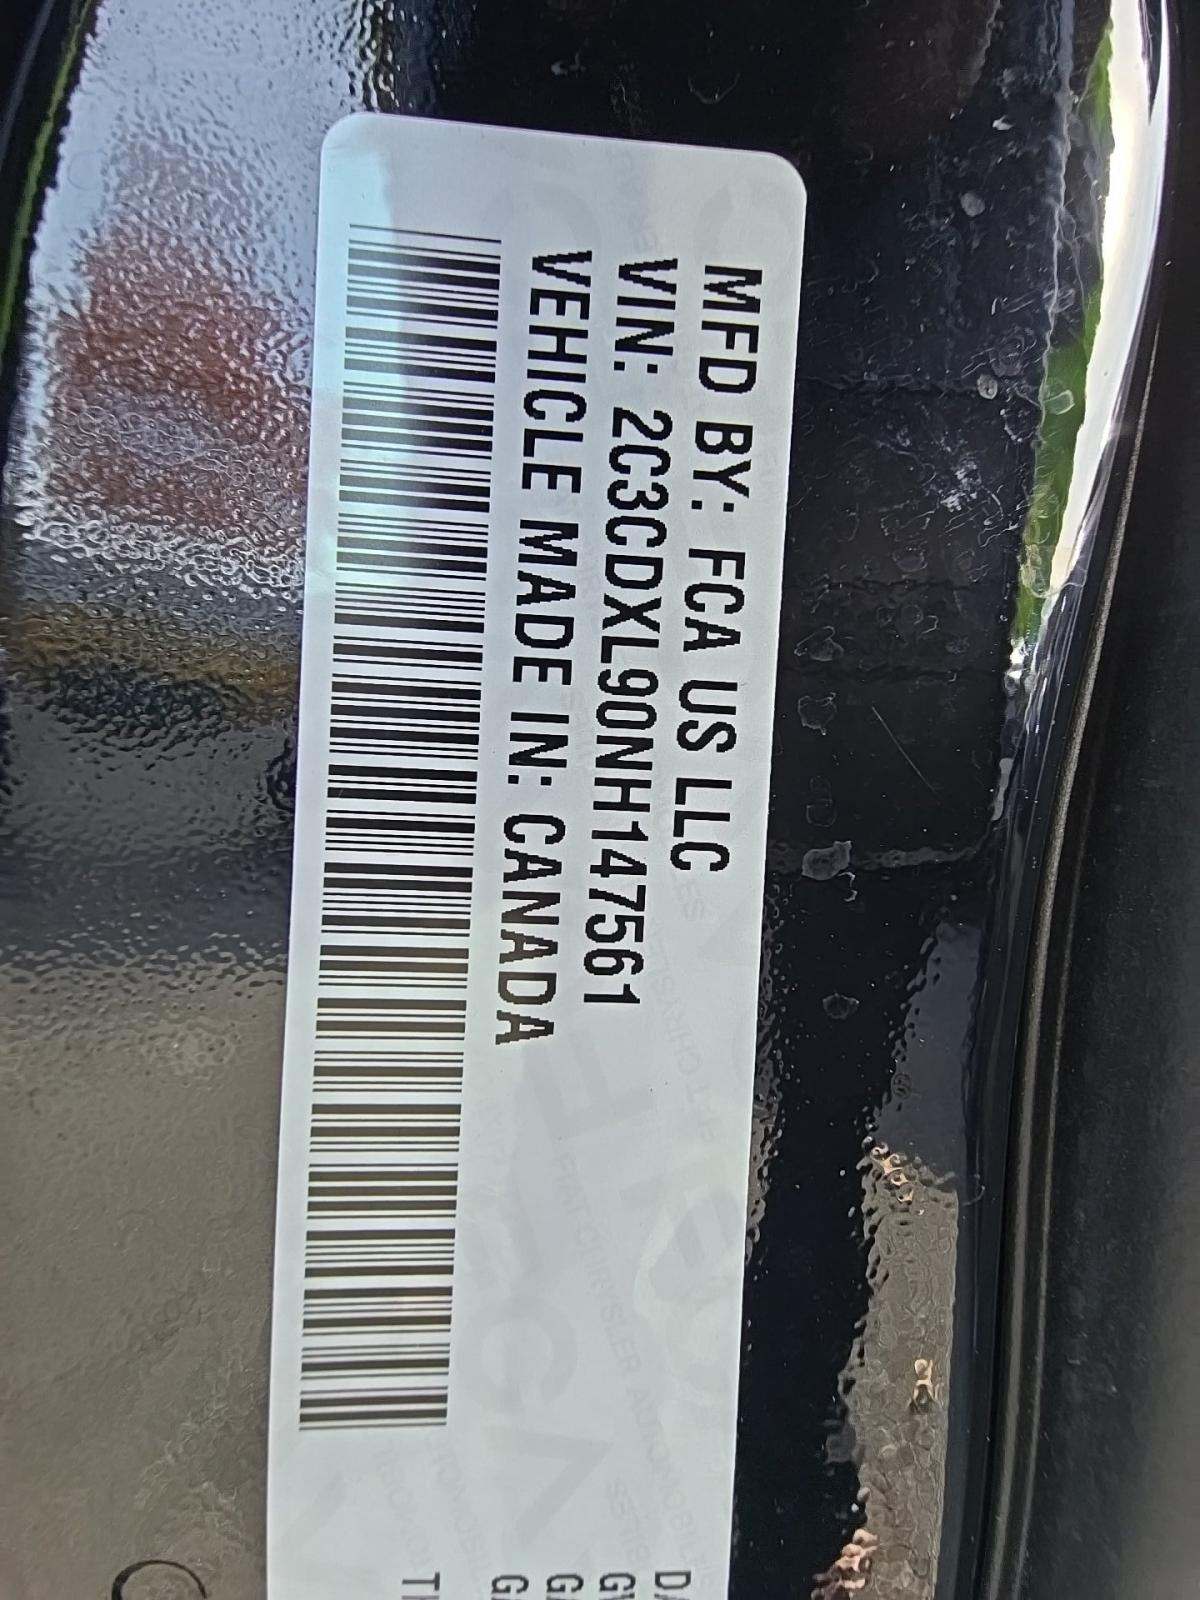 MFD BY: FCA US LLC
VIN: 2C3CDXL90NH147561
VEHICLE MADE IN: CANADA